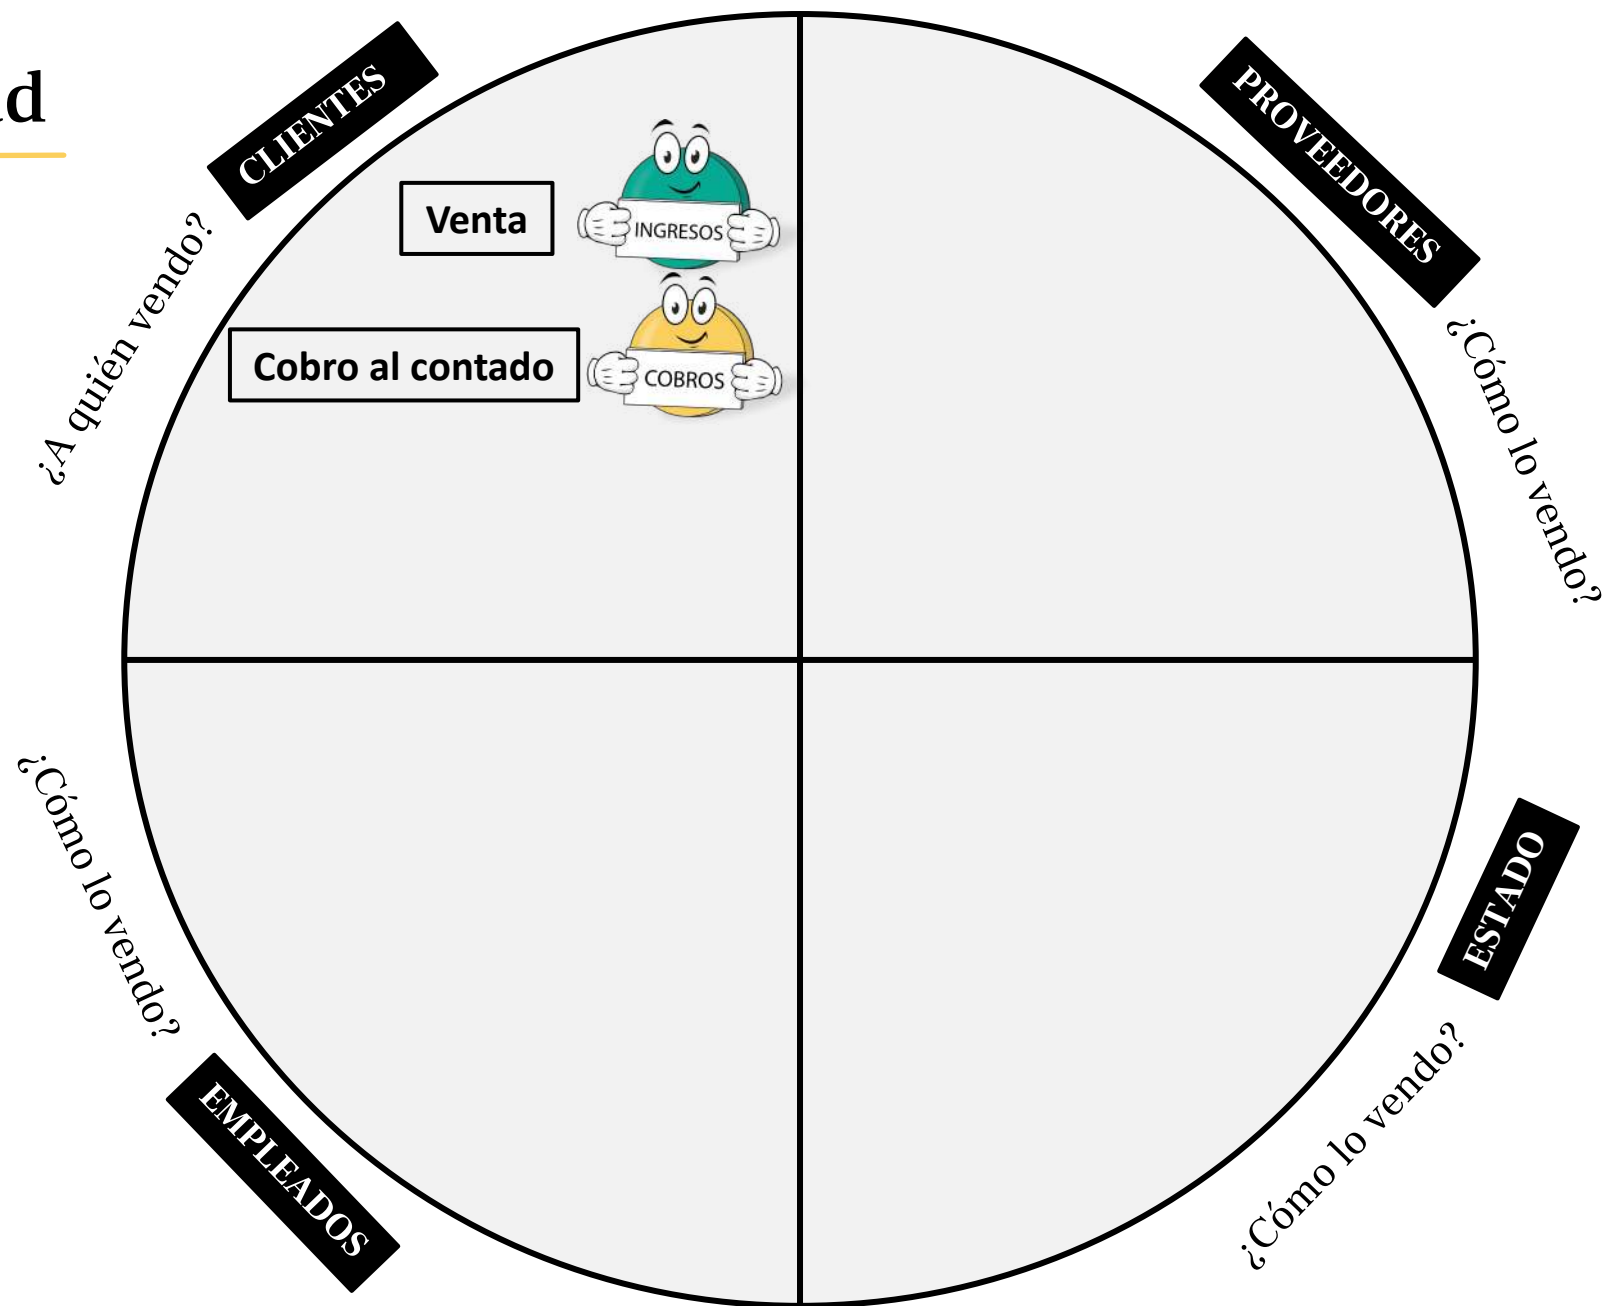 CLIENTES
¿A quién vendo?
Venta
INGRESOS
Cobro al contado
COBROS
PROVEEDORES
¿Cómo lo vendo?
¿Cómo lo vendo?
EMPLEADOS
ESTADO
¿Cómo lo vendo?